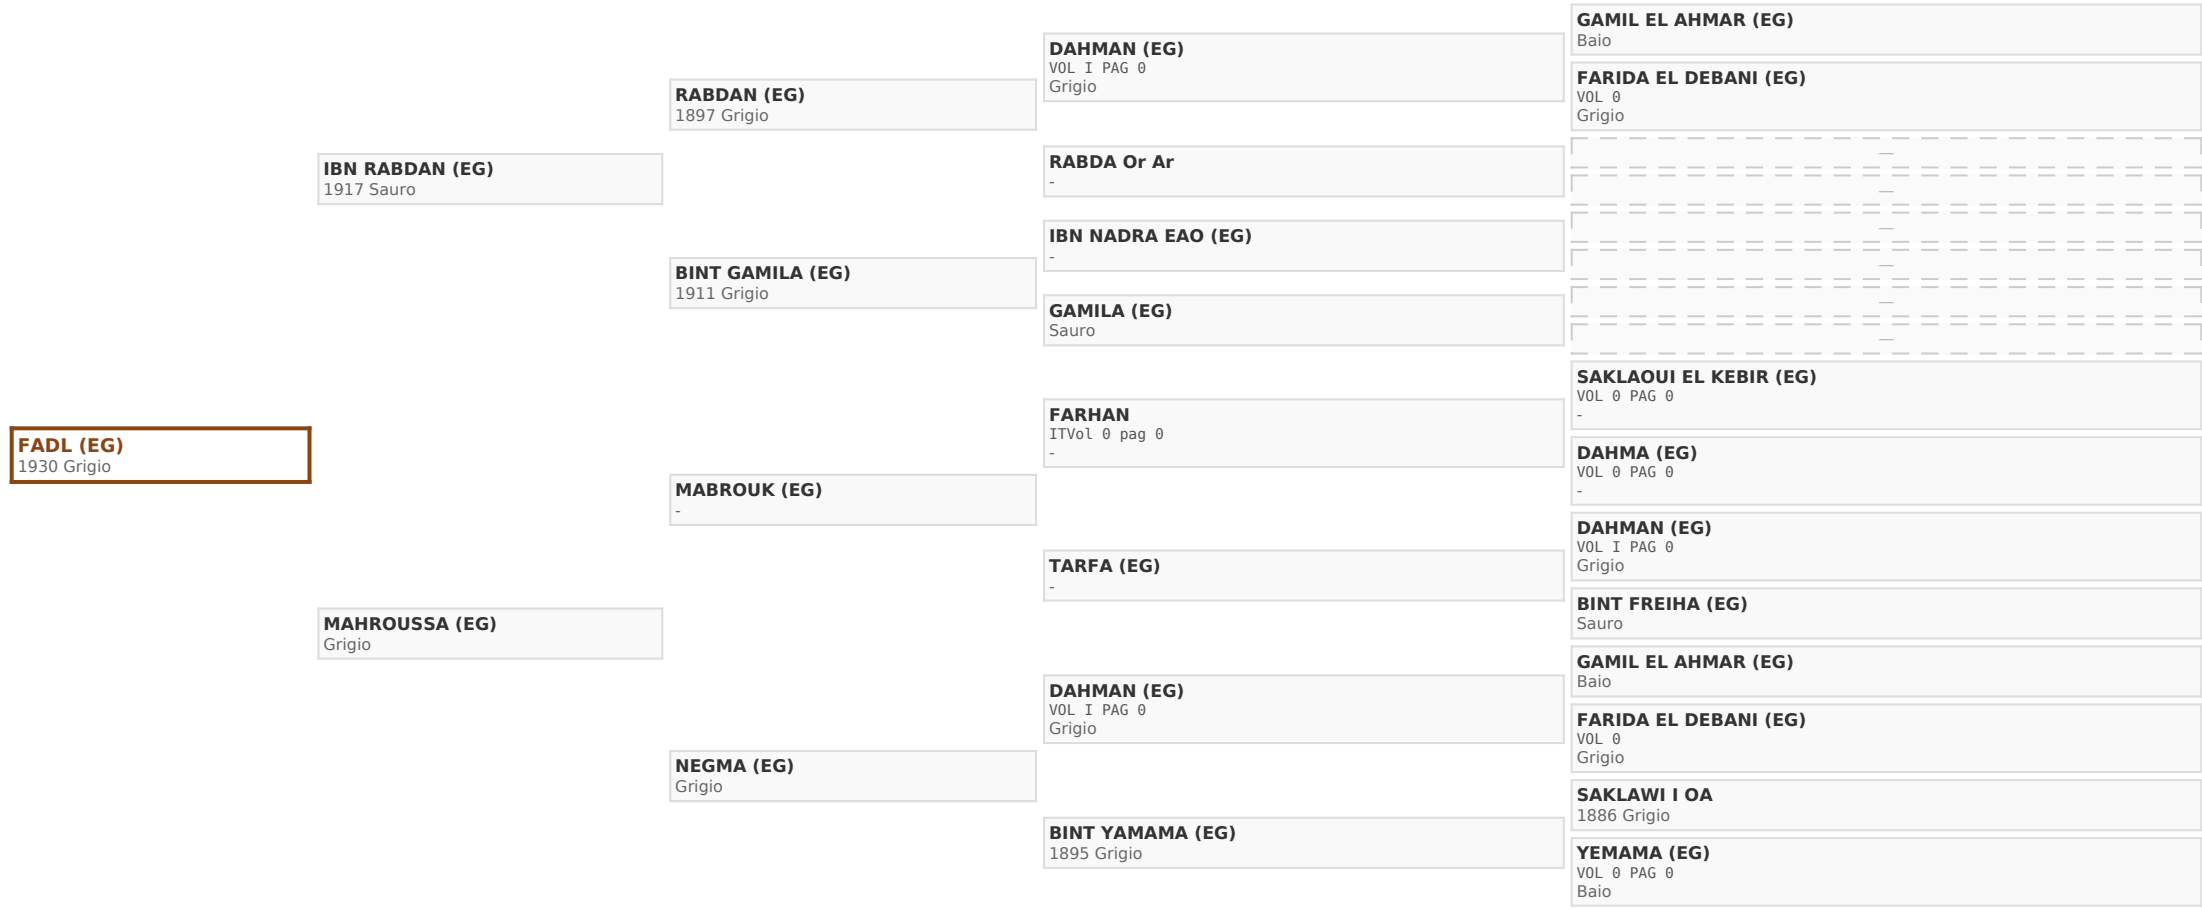 FADL (EG)
1930 Grigio
IBN RABDAN (EG)
1917 Sauro
MAHROUSSA (EG)
Grigio
RABDAN (EG)
1897 Grigio
BINT GAMILA (EG)
1911 Grigio
MABROUK (EG)
-
NEGMA (EG)
Grigio
DAHMAN (EG)
VOL I PAG 0
Grigio
RABDA Or Ar
-
IBN NADRA EAO (EG)
-
GAMILA (EG)
Sauro
FARHAN
ITVol 0 pag 0
-
TARFA (EG)
-
DAHMAN (EG)
VOL I PAG 0
Grigio
BINT YAMAMA (EG)
1895 Grigio
GAMIL EL AHMAR (EG)
Baio
FARIDA EL DEBANI (EG)
VOL 0
Grigio
—
—
—
—
—
—
SAKLAOUI EL KEBIR (EG)
VOL 0 PAG 0
-
DAHMA (EG)
VOL 0 PAG 0
-
DAHMAN (EG)
VOL I PAG 0
Grigio
BINT FREIHA (EG)
Sauro
GAMIL EL AHMAR (EG)
Baio
FARIDA EL DEBANI (EG)
VOL 0
Grigio
SAKLAWI I OA
1886 Grigio
YEMAMA (EG)
VOL 0 PAG 0
Baio